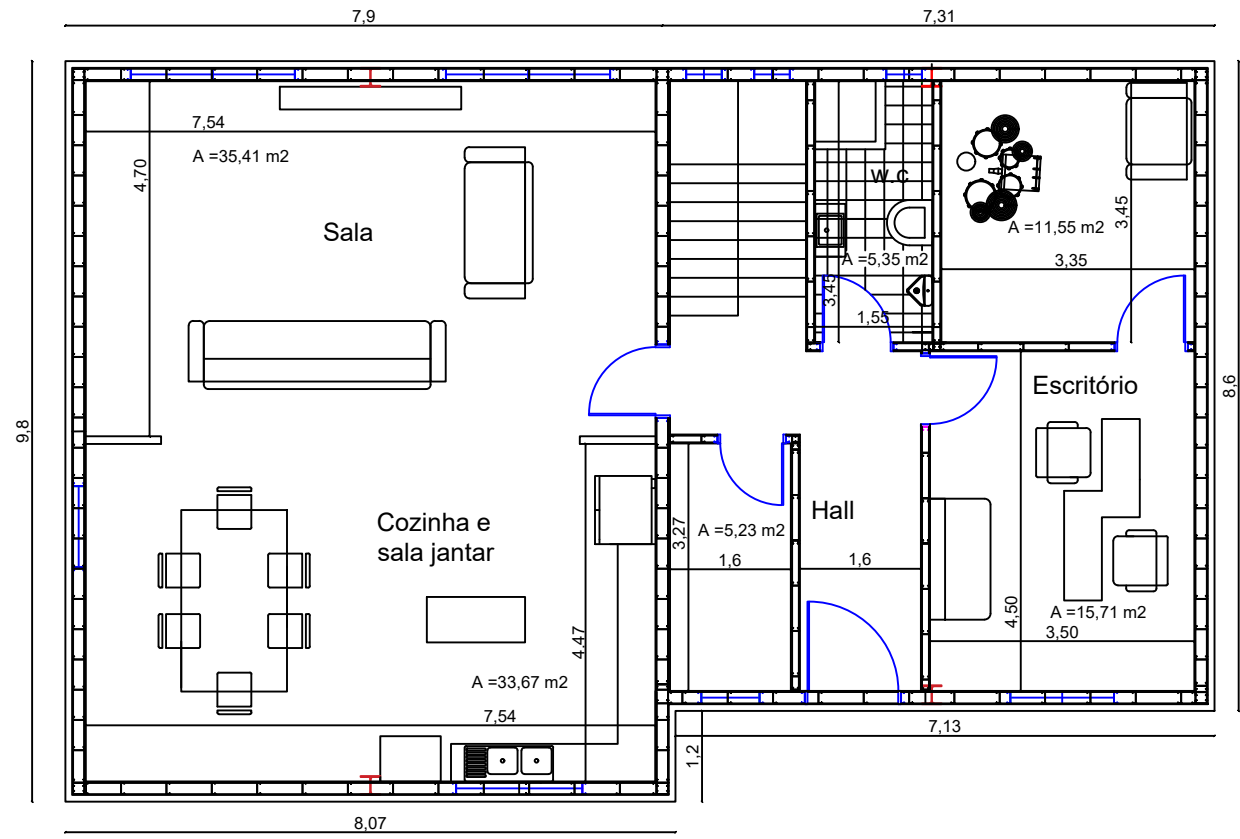 7,9
7,31
7,54
A =35,41 m2
4,70
Sala
w.c
A =5,35 m2
3,45
1,55
A =11,55 m2
3,45
3,35
9,8
8,6
Escritório
Cozinha e
sala jantar
Hall
3,27
A =5,23 m2
1,6
1,6
4,50
A =15,71 m2
3,50
4,47
A =33,67 m2
7,54
7,13
1,2
8,07